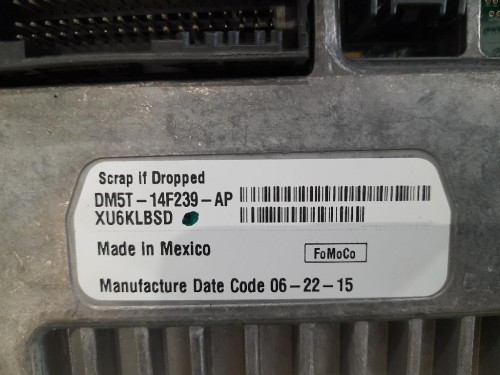 Scrap If Dropped
DM5T-14F239-AP
XU6KLBSD
Made in Mexico
FoMoCo
Manufacture Date Code 06-22-15